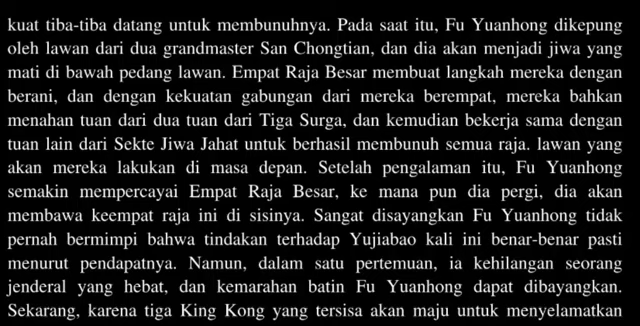 kuat tiba-tiba datang untuk membunuhnya. Pada saat itu, Fu Yuanhong dikepung
oleh lawan dari dua grandmaster San Chongtian, dan dia akan menjadi jiwa yang
mati di bawah pedang lawan. Empat Raja Besar membuat langkah mereka dengan
berani, dan dengan kekuatan gabungan dari mereka berempat, mereka bahkan
menahan tuan dari dua tuan dari Tiga Surga, dan kemudian bekerja sama dengan
tuan lain dari Sekte Jiwa Jahat untuk berhasil membunuh semua raja. lawan yang
akan mereka lakukan di masa depan. Setelah pengalaman itu, Fu Yuanhong
semakin mempercayai Empat Raja Besar, ke mana pun dia pergi, dia akan
membawa keempat raja ini di sisinya. Sangat disayangkan Fu Yuanhong tidak
pernah bermimpi bahwa tindakan terhadap Yujiabao kali ini benar-benar pasti
menurut pendapatnya. Namun, dalam satu pertemuan, ia kehilangan seorang
jenderal yang hebat, dan kemarahan batin Fu Yuanhong dapat dibayangkan.
Sekarang, karena tiga King Kong yang tersisa akan maju untuk menyelamatkan